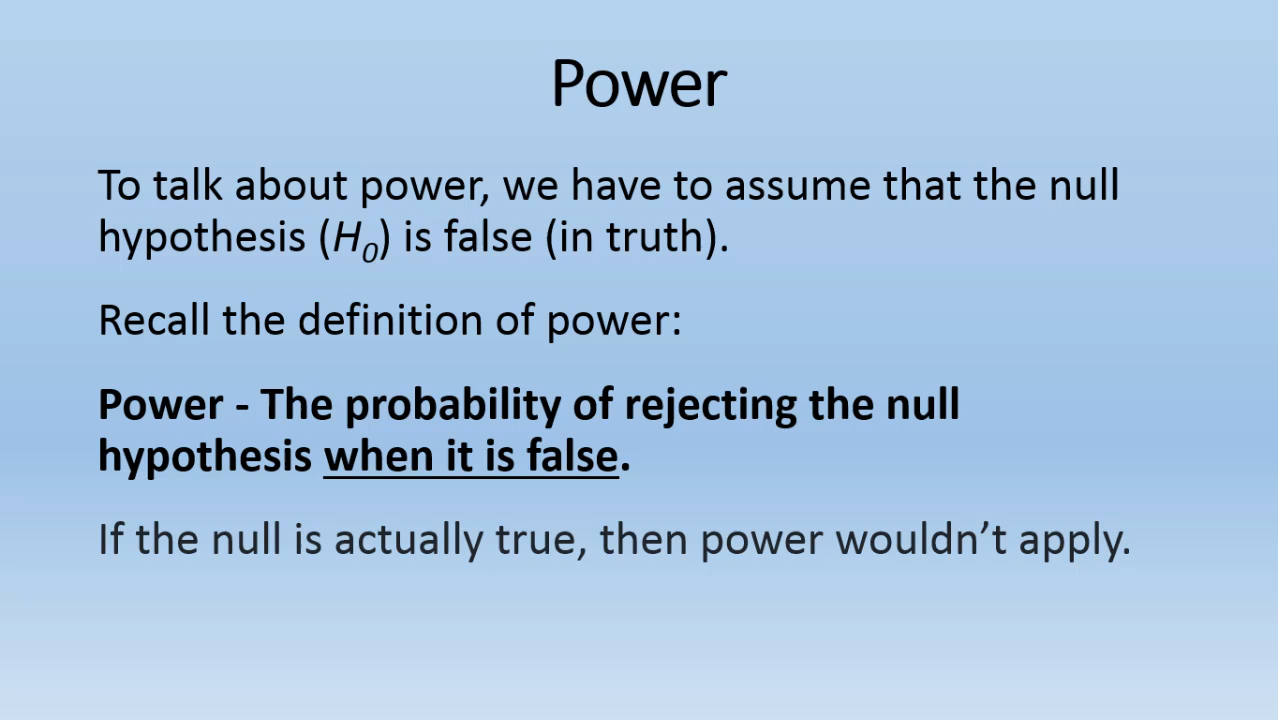 Power
To talk about power, we have to assume that the null
hypothesis (H₀) is false (in truth).
Recall the definition of power:
Power - The probability of rejecting the null
hypothesis when it is false.
If the null is actually true, then power wouldn’t apply.